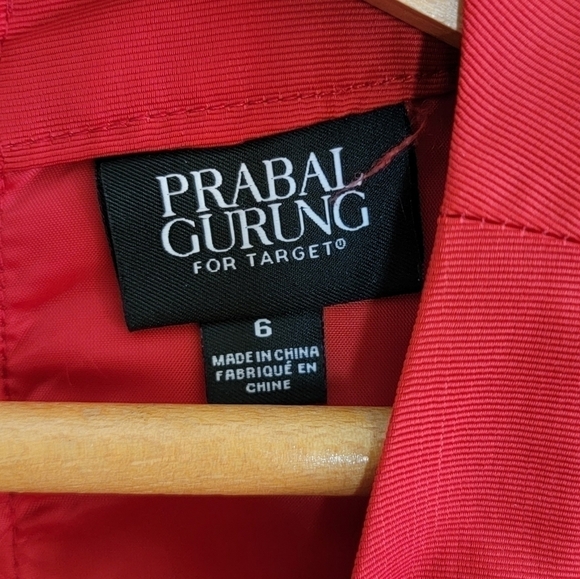 PRABAL
GURUNG
FOR TARGET
6
MADE IN CHINA
FABRIQUÉ EN
CHINE